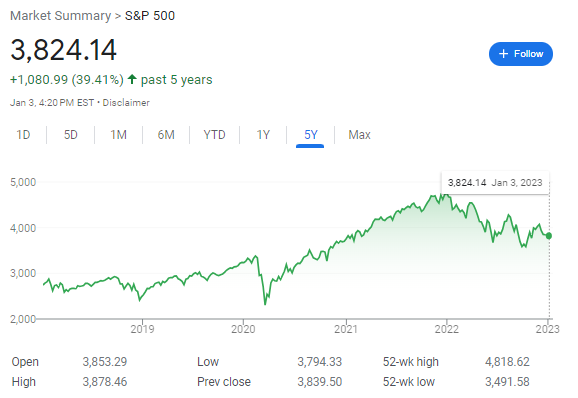 Market Summary > S&P 500
3,824.14
+ Follow
+1,080.99 (39.41%) ↑ past 5 years
Jan 3, 4:20 PM EST • Disclaimer
1D 5D 1M 6M YTD 1Y 5Y Max
3,824.14 Jan 3, 2023
5,000
4,000
3,000
2,000
2019 2020 2021 2022 2023
Open 3,853.29 Low 3,794.33 52-wk high 4,818.62
High 3,878.46 Prev close 3,839.50 52-wk low 3,491.58